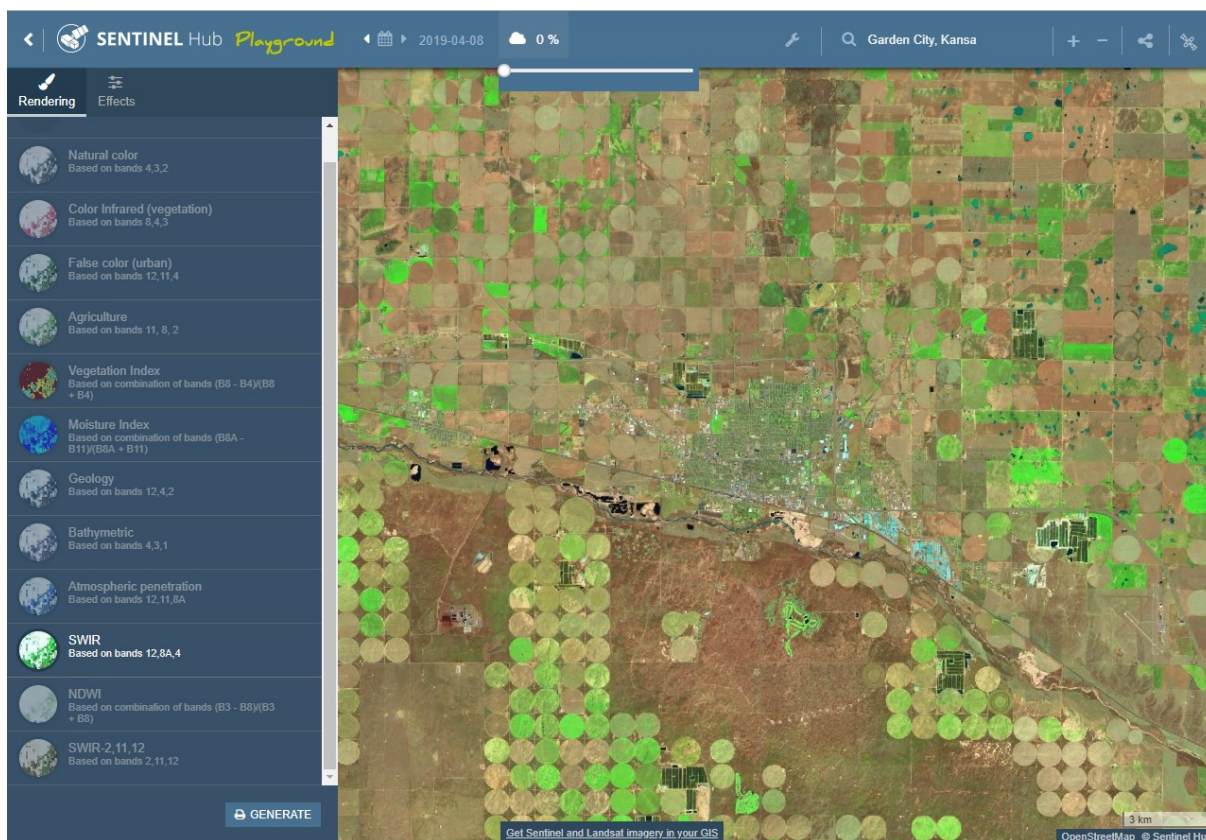 SENTINEL Hub Playground
2019-04-08
0 %
Garden City, Kansa
Rendering
Effects
Natural color
Based on bands 4,3,2
Color Infrared (vegetation)
Based on bands 8,4,3
False color (urban)
Based on bands 12,11,4
Agriculture
Based on bands 11, 8, 2
Vegetation Index
Based on combination of bands (B8 - B4)/(B8
+ B4)
Moisture Index
Based on combination of bands (B8A -
B11)/(B8A + B11)
Geology
Based on bands 12,4,2
Bathymetric
Based on bands 4,3,1
Atmospheric penetration
Based on bands 12,11,8A
SWIR
Based on bands 12,8A,4
NDWI
Based on combination of bands (B3 - B8)/(B3
+ B8)
SWIR-2,11,12
Based on bands 2,11,12
GENERATE
3 km
Get Sentinel and Landsat imagery in your GIS
OpenStreetMap © Sentinel Hu